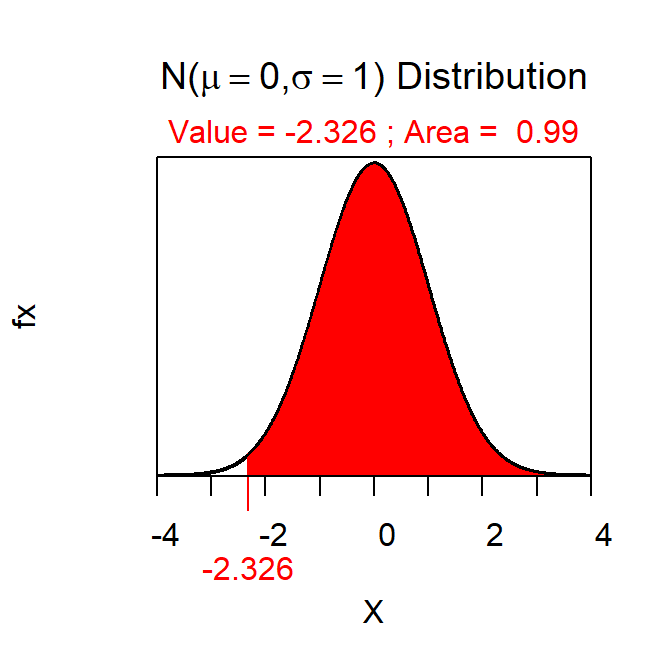 N(μ = 0,σ = 1) Distribution
Value = -2.326 ; Area =  0.99
fx
-4 -2 0 2 4
-2.326
X